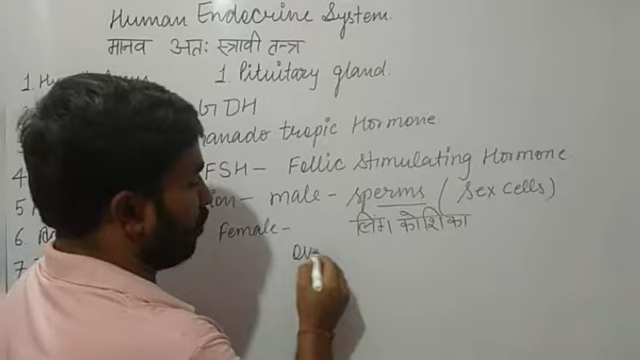 Human Endocrine System
मानव अतः स्त्रावी तन्त्र
1. 1. Pituitary gland.
GDH
tropic Hormone
4 FSH - Follic Stimulating Hormone
5 male - sperms (Sex cells)
लिंग कोशिका
6. Female -
7